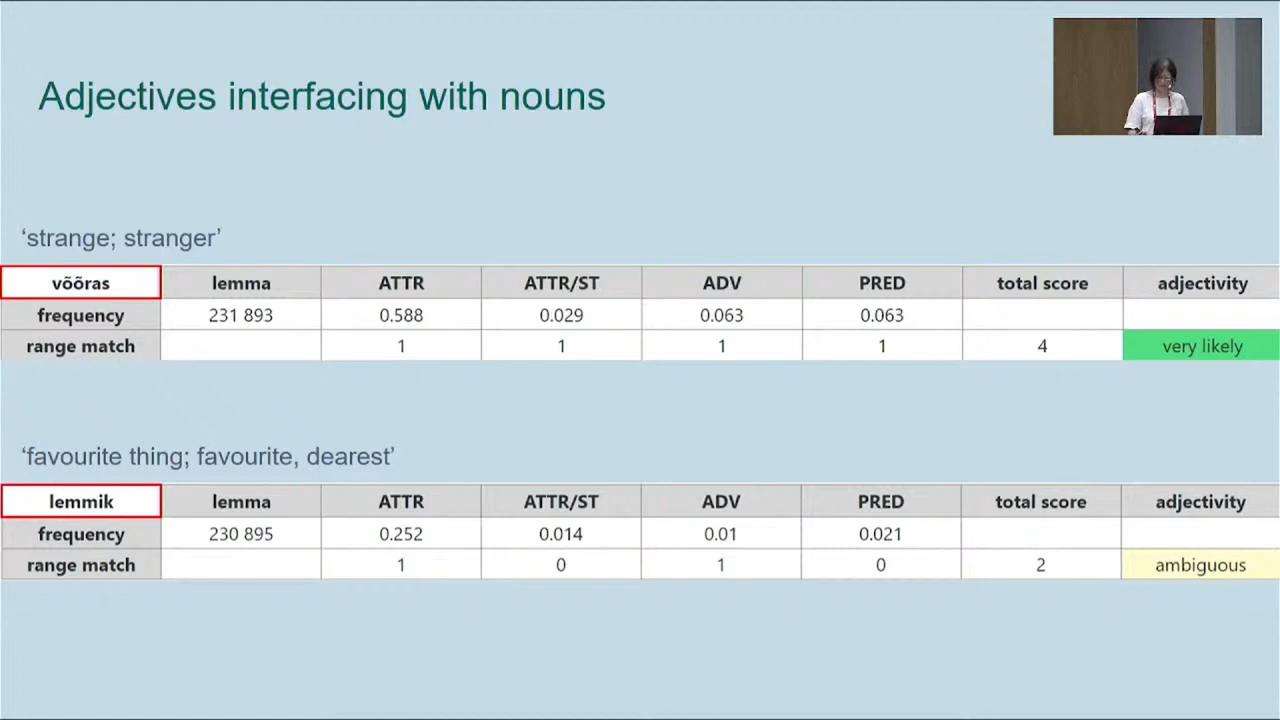 Adjectives interfacing with nouns
‘strange; stranger’
võõras lemma ATTR ATTR/ST ADV PRED total score adjectivity
frequency 231 893 0.588 0.029 0.063 0.063
range match 1 1 1 1 4 very likely
‘favourite thing; favourite, dearest’
lemmik lemma ATTR ATTR/ST ADV PRED total score adjectivity
frequency 230 895 0.252 0.014 0.01 0.021
range match 1 0 1 0 2 ambiguous